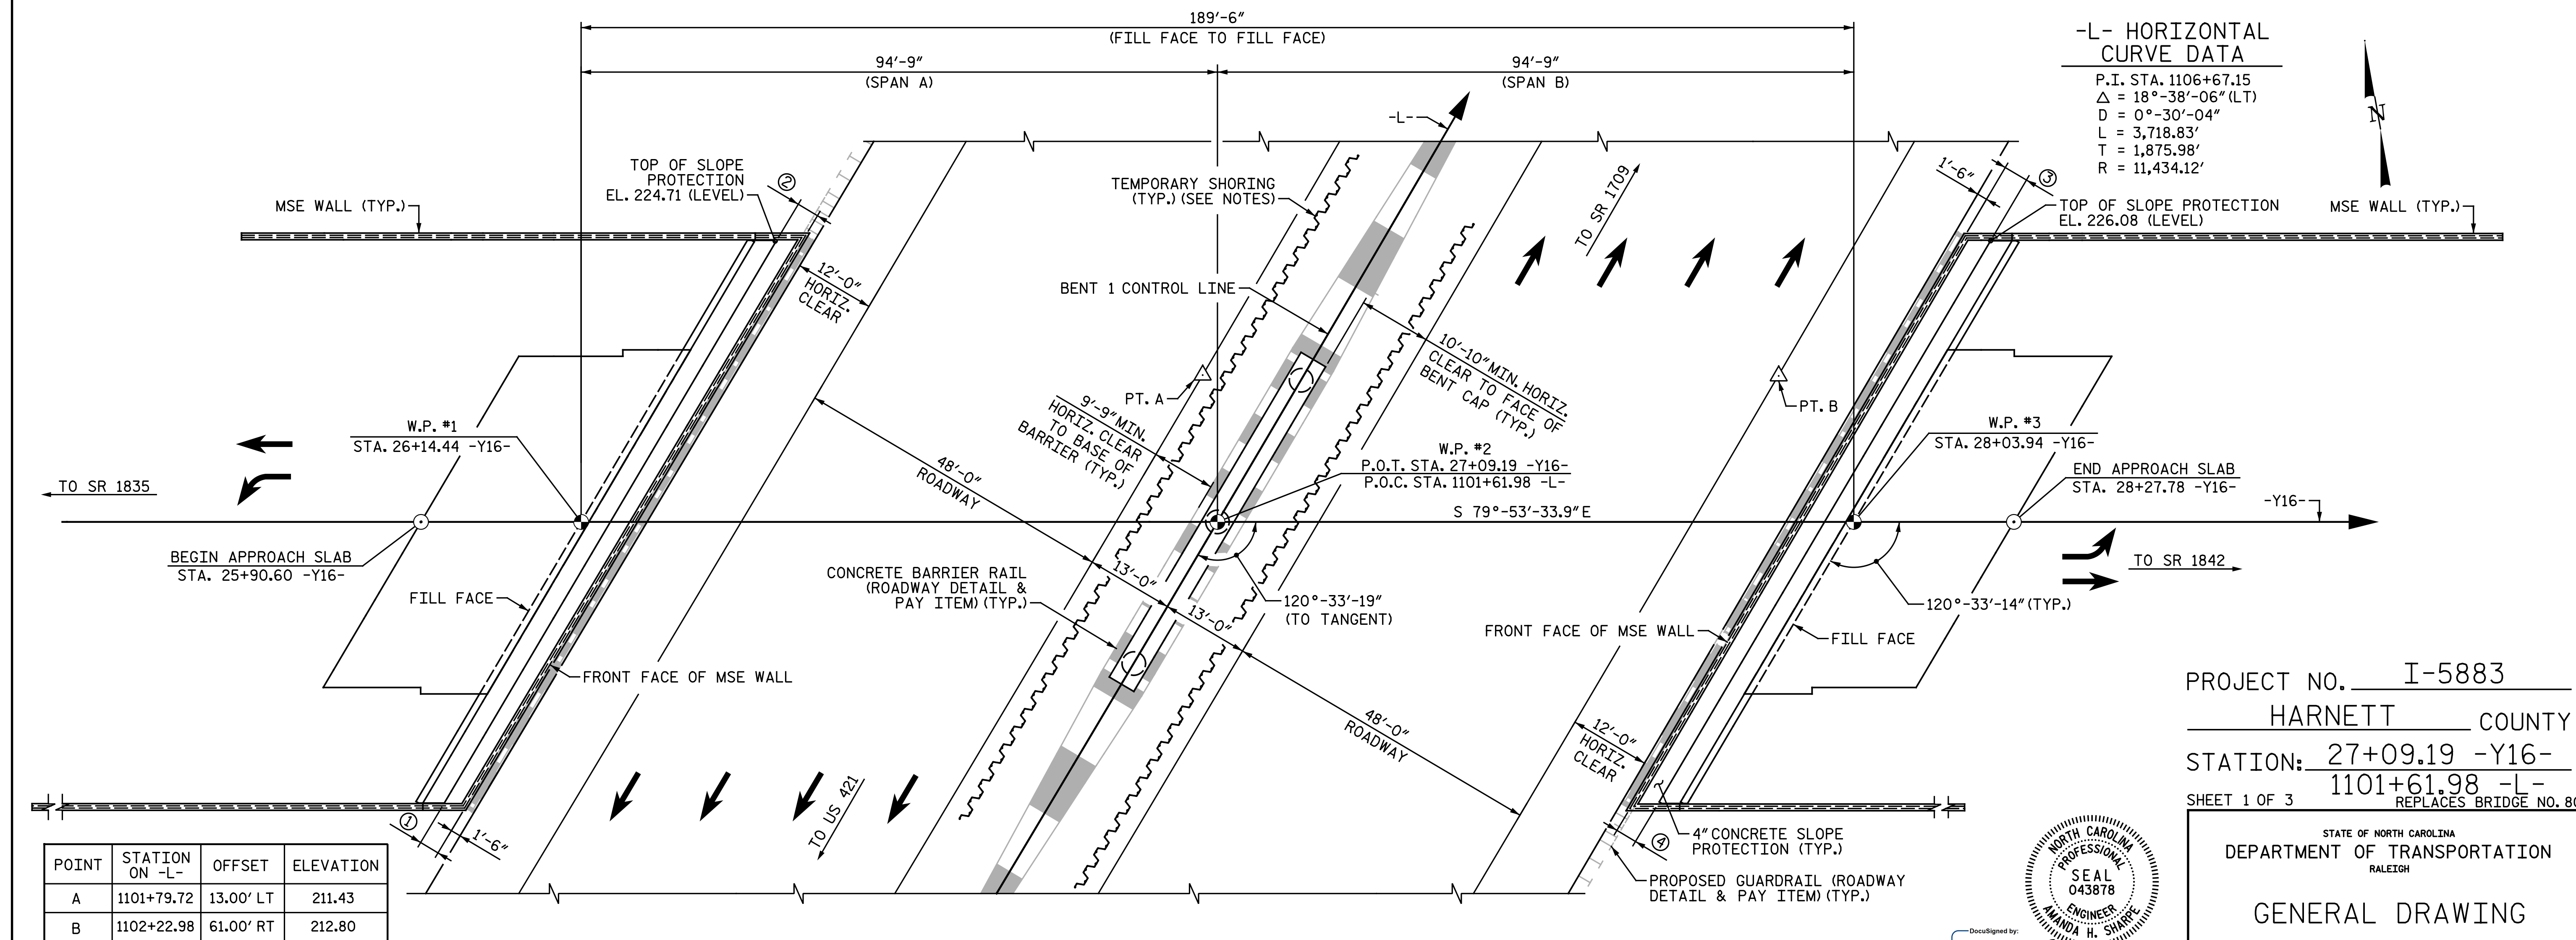 189'-6"
(FILL FACE TO FILL FACE)
94'-9"
(SPAN A)
94'-9"
(SPAN B)
-L- HORIZONTAL
CURVE DATA
P.I. STA. 1106+67.15
△ = 18°-38'-06" (LT)
D = 0°-30'-04"
L = 3,718.83'
T = 1,875.98'
R = 11,434.12'
N
-L-
TOP OF SLOPE
PROTECTION
EL. 224.71 (LEVEL)
②
MSE WALL (TYP.)
TEMPORARY SHORING
(TYP.) (SEE NOTES)
TO SR 1709
1'-6"
③
TOP OF SLOPE PROTECTION
EL. 226.08 (LEVEL)
MSE WALL (TYP.)
12'-0"
HORIZ.
CLEAR
BENT 1 CONTROL LINE
10'-10" MIN. HORIZ.
CLEAR TO FACE OF
BENT CAP (TYP.)
PT. A
PT. B
9'-9" MIN.
HORIZ. CLEAR
TO BASE OF
BARRIER (TYP.)
W.P. #1
STA. 26+14.44 -Y16-
W.P. #2
P.O.T. STA. 27+09.19 -Y16-
P.O.C. STA. 1101+61.98 -L-
W.P. #3
STA. 28+03.94 -Y16-
END APPROACH SLAB
STA. 28+27.78 -Y16-
TO SR 1835
48'-0"
ROADWAY
S 79°-53'-33.9" E
-Y16-
BEGIN APPROACH SLAB
STA. 25+90.60 -Y16-
TO SR 1842
FILL FACE
CONCRETE BARRIER RAIL
(ROADWAY DETAIL &
PAY ITEM) (TYP.)
13'-0"
13'-0"
120°-33'-19"
(TO TANGENT)
120°-33'-14" (TYP.)
FRONT FACE OF MSE WALL
FILL FACE
FRONT FACE OF MSE WALL
48'-0"
ROADWAY
12'-0"
HORIZ.
CLEAR
PROJECT NO. I-5883
HARNETT COUNTY
STATION: 27+09.19 -Y16-
1101+61.98 -L-
SHEET 1 OF 3
REPLACES BRIDGE NO. 80
①
1'-6"
TO US 421
④
4" CONCRETE SLOPE
PROTECTION (TYP.)
PROPOSED GUARDRAIL (ROADWAY
DETAIL & PAY ITEM) (TYP.)
POINT STATION ON -L- OFFSET ELEVATION
A 1101+79.72 13.00' LT 211.43
B 1102+22.98 61.00' RT 212.80
NORTH CAROLINA
PROFESSIONAL
SEAL
043878
ENGINEER
AMANDA H. SHARPE
DocuSigned by:
STATE OF NORTH CAROLINA
DEPARTMENT OF TRANSPORTATION
RALEIGH
GENERAL DRAWING